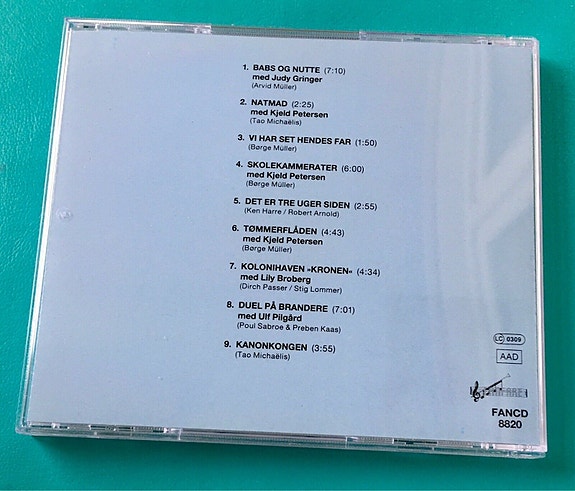 1. BABS OG NUTTE (7:10)
med Judy Gringer
(Arvid Müller)
2. NATMAD (2:25)
med Kjeld Petersen
(Tao Michaëlis)
3. VI HAR SET HENDES FAR (1:50)
(Børge Müller)
4. SKOLEKAMMERATER (6:00)
med Kjeld Petersen
(Børge Müller)
5. DET ER TRE UGER SIDEN (2:55)
(Ken Harre / Robert Arnold)
6. TØMMERFLÅDEN (4:43)
med Kjeld Petersen
(Børge Müller)
7. KOLONIHAVEN »KRONEN« (4:34)
med Lily Broberg
(Dirch Passer / Stig Lommer)
8. DUEL PÅ BRANDERE (7:01)
med Ulf Pilgård
(Poul Sabroe & Preben Kaas)
9. KANONKONGEN (3:55)
(Tao Michaëlis)
LC 0309
AAD
FANCD
8820